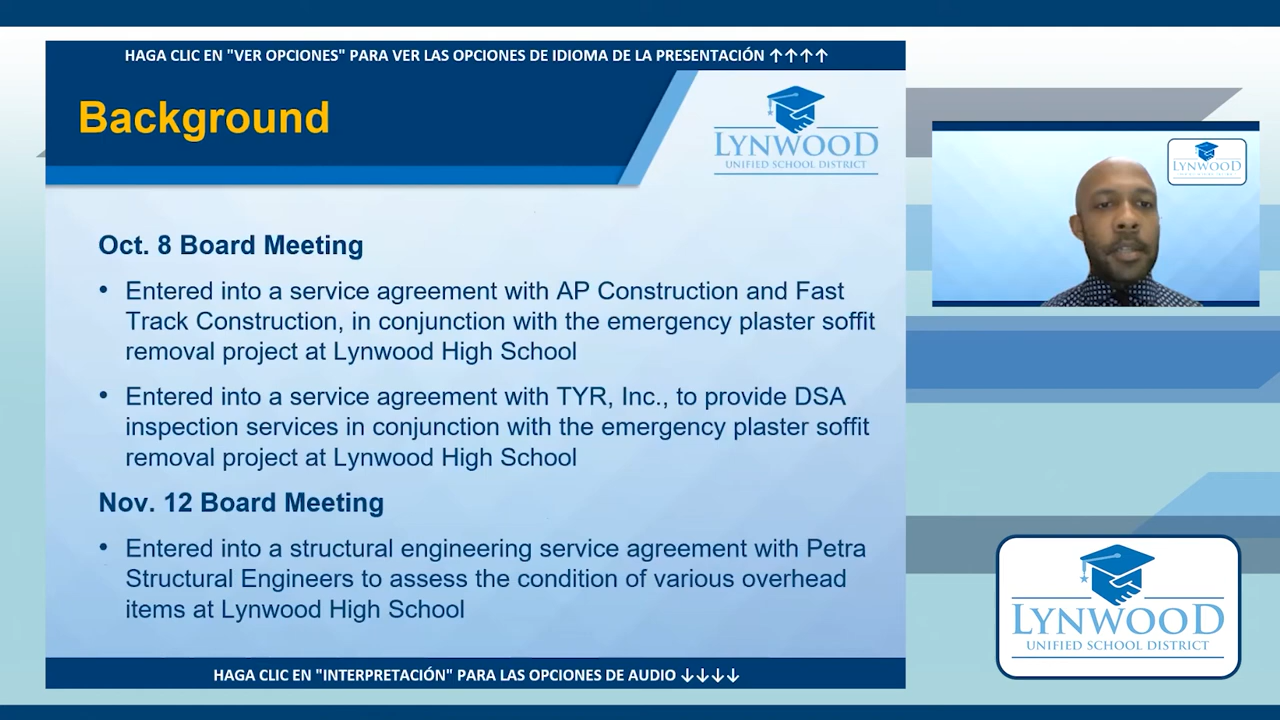 HAGA CLIC EN "VER OPCIONES" PARA VER LAS OPCIONES DE IDIOMA DE LA PRESENTACIÓN ↑↑↑↑
Background
LYNWOOD
UNIFIED SCHOOL DISTRICT
LYNWOOD
Oct. 8 Board Meeting
• Entered into a service agreement with AP Construction and Fast
Track Construction, in conjunction with the emergency plaster soffit
removal project at Lynwood High School
• Entered into a service agreement with TYR, Inc., to provide DSA
inspection services in conjunction with the emergency plaster soffit
removal project at Lynwood High School
Nov. 12 Board Meeting
• Entered into a structural engineering service agreement with Petra
Structural Engineers to assess the condition of various overhead
items at Lynwood High School
LYNWOOD
UNIFIED SCHOOL DISTRICT
HAGA CLIC EN "INTERPRETACIÓN" PARA LAS OPCIONES DE AUDIO ↓↓↓↓